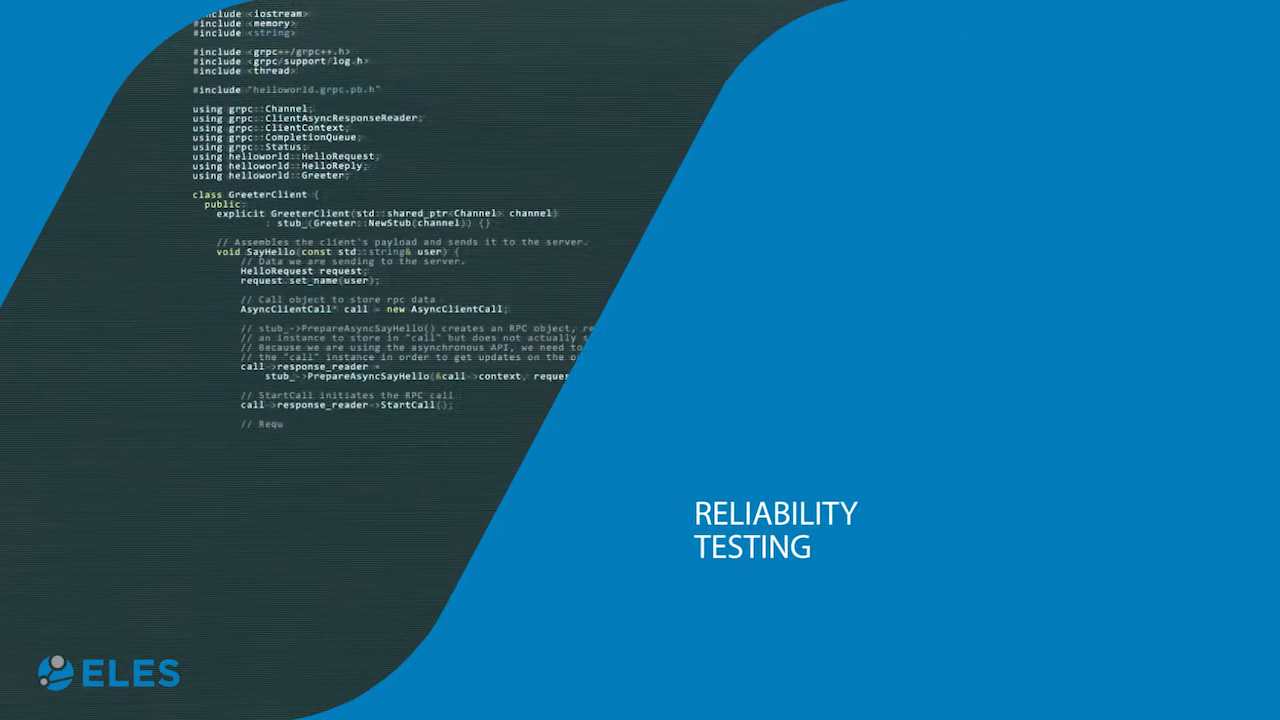 #include <iostream>
#include <memory>
#include <string>
#include <grpc++/grpc++.h>
#include <grpc/support/log.h>
#include <thread>
#include "helloworld.grpc.pb.h"
using grpc::Channel;
using grpc::ClientAsyncResponseReader;
using grpc::ClientContext;
using grpc::CompletionQueue;
using grpc::Status;
using helloworld::HelloRequest;
using helloworld::HelloReply;
using helloworld::Greeter;
class GreeterClient {
public:
explicit GreeterClient(std::shared_ptr<Channel> channel)
: stub_(Greeter::NewStub(channel)) {}
// Assembles the client's payload and sends it to the server.
void SayHello(const std::string& user) {
// Data we are sending to the server.
HelloRequest request;
request.set_name(user);
// Call object to store rpc data
AsyncClientCall* call = new AsyncClientCall;
// stub_->PrepareAsyncSayHello() creates an RPC object, re
// an instance to store in "call" but does not actually s
// Because we are using the asynchronous API, we need to
// the "call" instance in order to get updates on the o
call->response_reader =
stub_->PrepareAsyncSayHello(&call->context, reques
// StartCall initiates the RPC call
call->response_reader->StartCall();
// Requ
RELIABILITY
TESTING
ELES